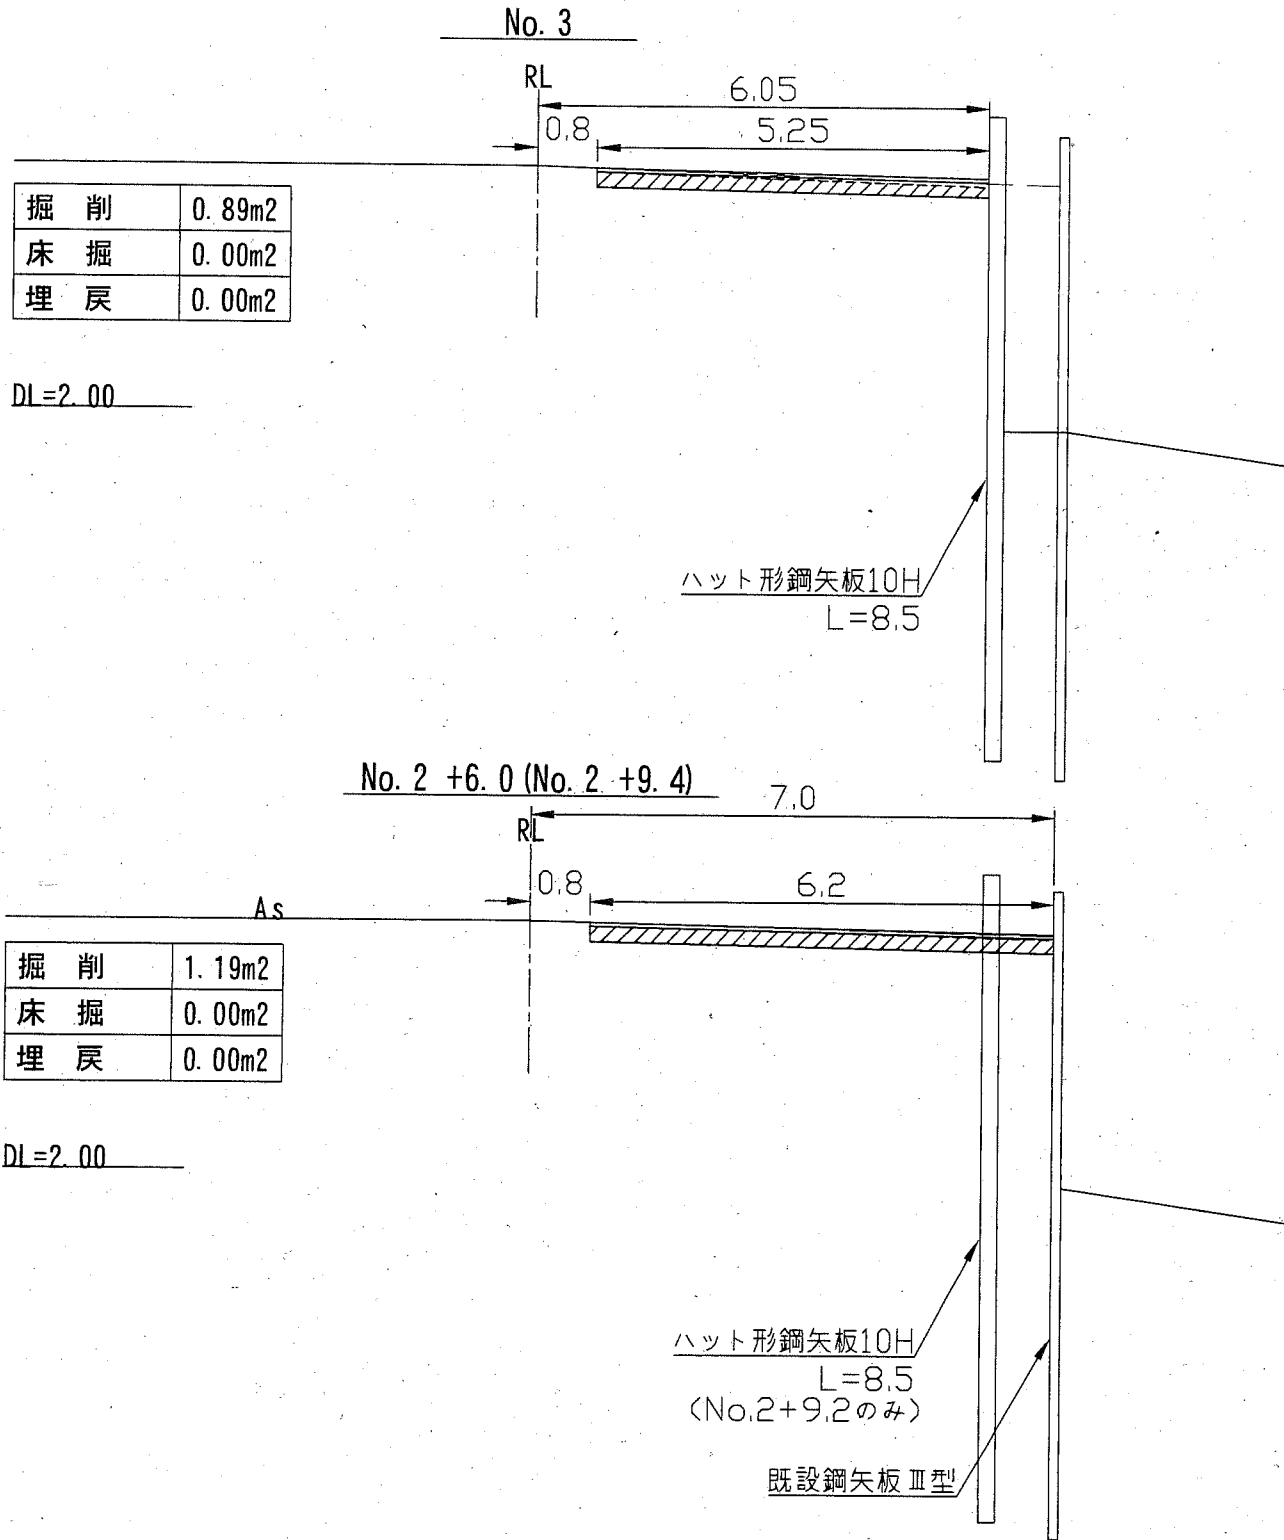 No. 3
RL
6.05
0.8
5.25
掘 削 0.89m2
床 掘 0.00m2
埋 戻 0.00m2
DL=2.00
ハット形鋼矢板10H
L=8.5
No. 2 +6.0 (No. 2 +9.4)
7.0
RL
0.8
6.2
As
掘 削 1.19m2
床 掘 0.00m2
埋 戻 0.00m2
DL=2.00
ハット形鋼矢板10H
L=8.5
(No.2+9.2のみ)
既設鋼矢板Ⅲ型